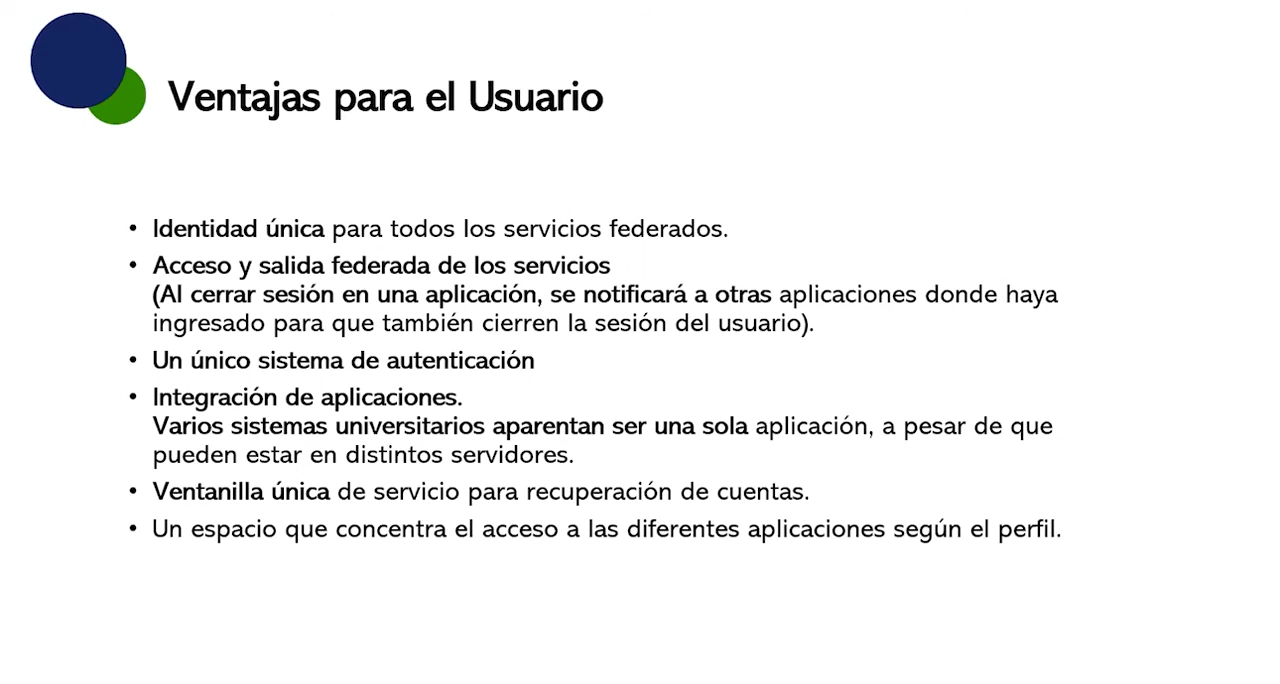 Ventajas para el Usuario
• Identidad única para todos los servicios federados.
• Acceso y salida federada de los servicios
(Al cerrar sesión en una aplicación, se notificará a otras aplicaciones donde haya
ingresado para que también cierren la sesión del usuario).
• Un único sistema de autenticación
• Integración de aplicaciones.
Varios sistemas universitarios aparentan ser una sola aplicación, a pesar de que
pueden estar en distintos servidores.
• Ventanilla única de servicio para recuperación de cuentas.
• Un espacio que concentra el acceso a las diferentes aplicaciones según el perfil.